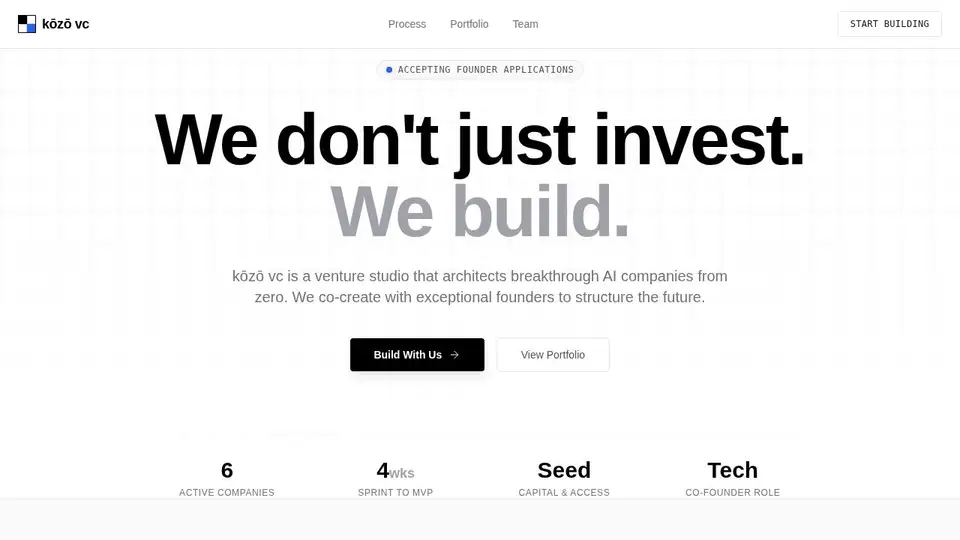 kōzō vc
Process
Portfolio
Team
START BUILDING
ACCEPTING FOUNDER APPLICATIONS
We don't just invest.
We build.
kōzō vc is a venture studio that architects breakthrough AI companies from
zero. We co-create with exceptional founders to structure the future.
Build With Us →
View Portfolio
6
ACTIVE COMPANIES
4wks
SPRINT TO MVP
Seed
CAPITAL & ACCESS
Tech
CO-FOUNDER ROLE